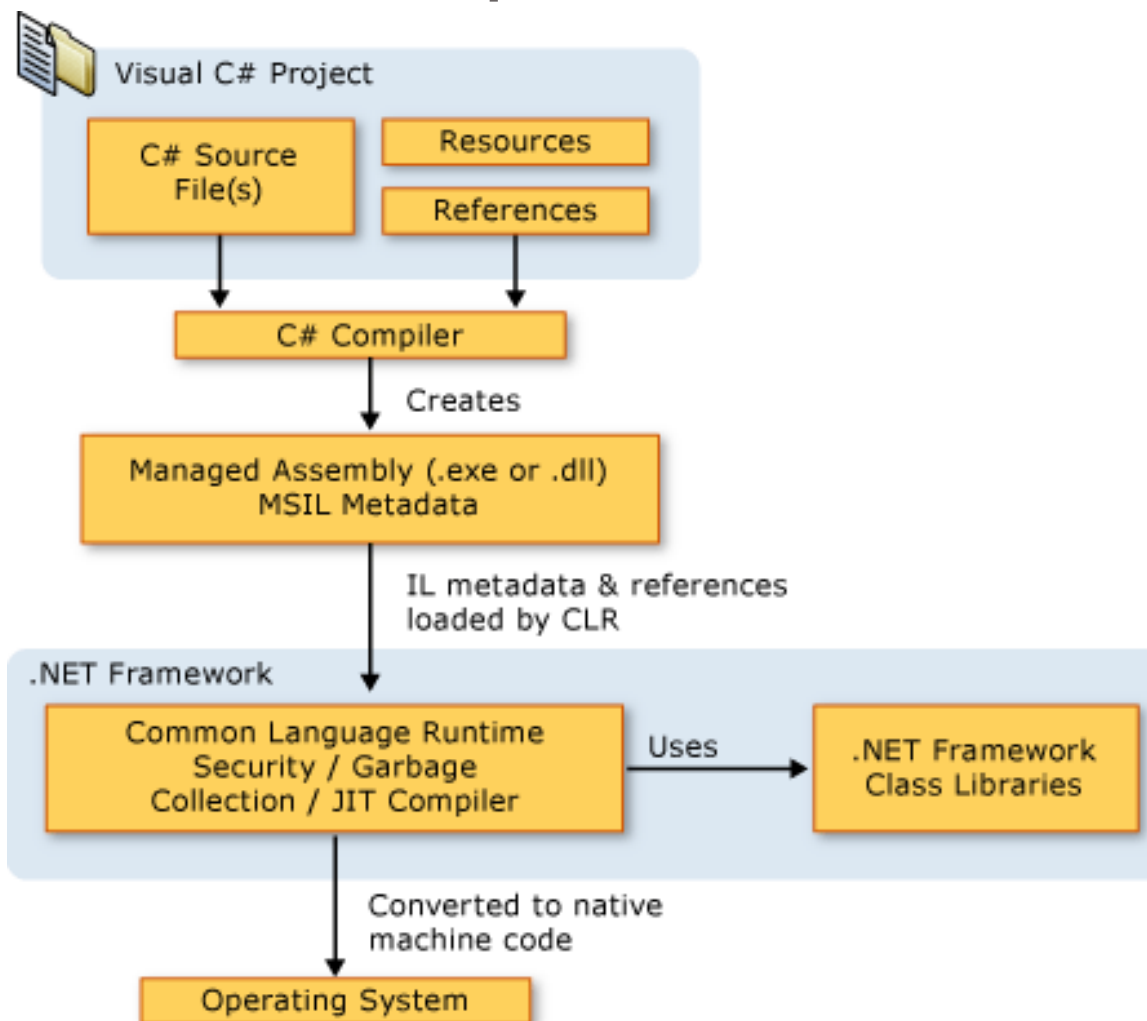 Visual C# Project
C# Source
File(s)
Resources
References
C# Compiler
Creates
Managed Assembly (.exe or .dll)
MSIL Metadata
IL metadata & references
loaded by CLR
.NET Framework
Common Language Runtime
Security / Garbage
Collection / JIT Compiler
Uses
.NET Framework
Class Libraries
Converted to native
machine code
Operating System